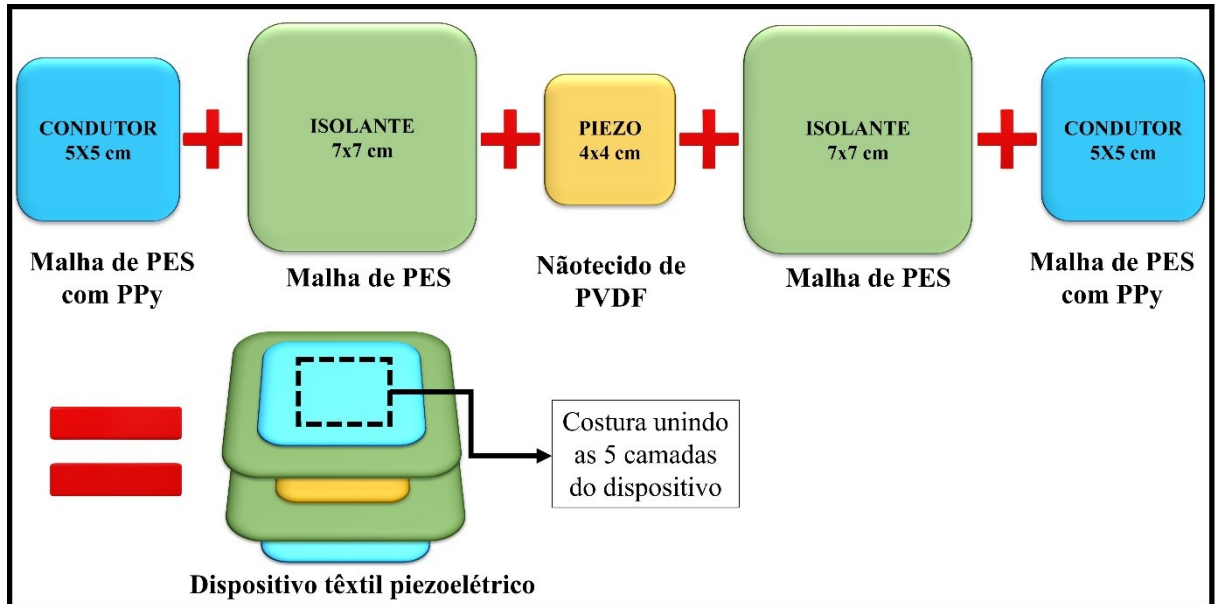 CONDUTOR
5X5 cm
ISOLANTE
7x7 cm
PIEZO
4x4 cm
ISOLANTE
7x7 cm
CONDUTOR
5X5 cm
Malha de PES
com PPy
Malha de PES
Nãotecido de
PVDF
Malha de PES
Malha de PES
com PPy
Costura unindo
as 5 camadas
do dispositivo
Dispositivo têxtil piezoelétrico